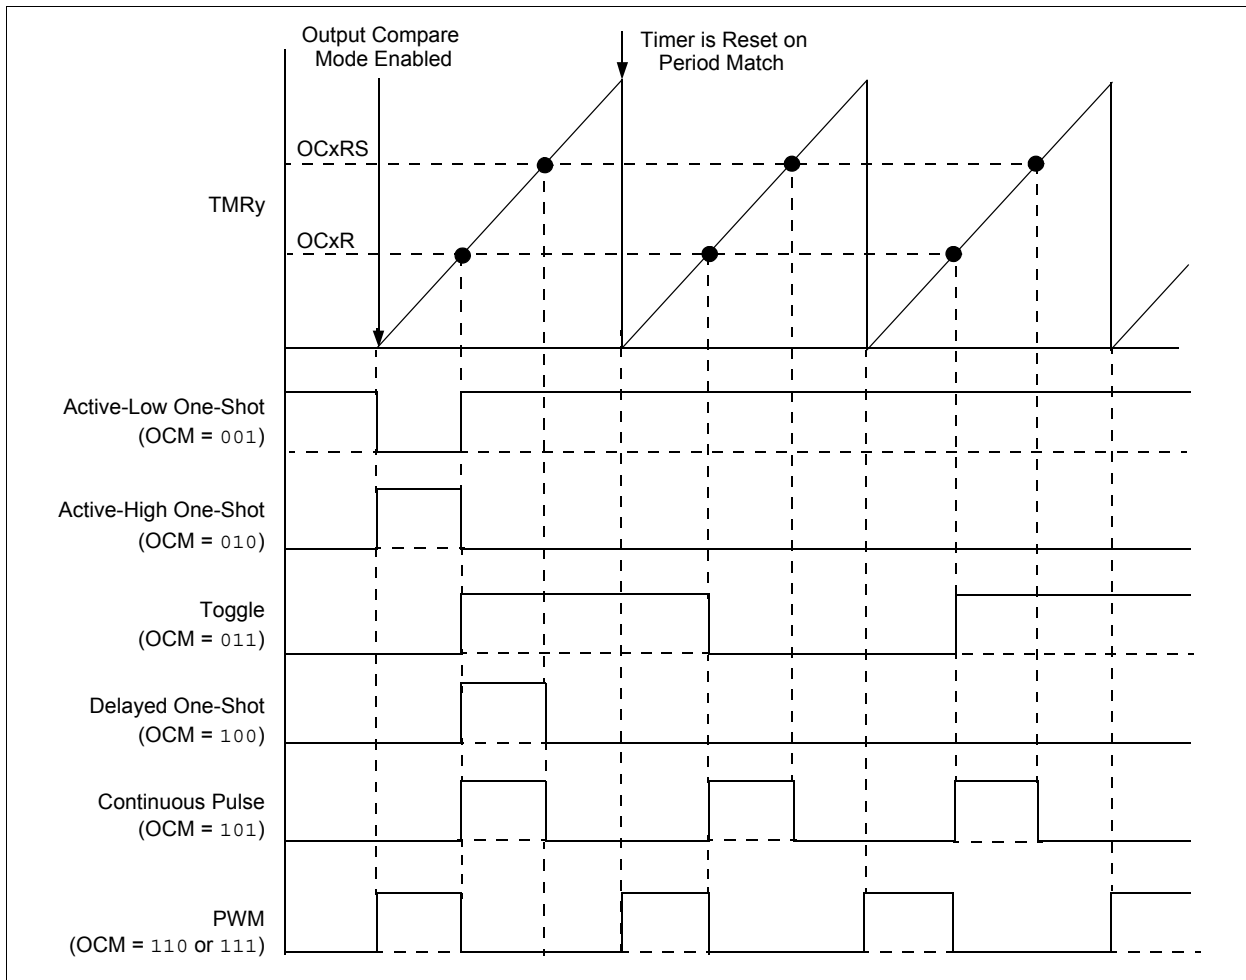 Output Compare
Mode Enabled
Timer is Reset on
Period Match
OCxRS
TMRy
OCxR
Active-Low One-Shot
(OCM = 001)
Active-High One-Shot
(OCM = 010)
Toggle
(OCM = 011)
Delayed One-Shot
(OCM = 100)
Continuous Pulse
(OCM = 101)
PWM
(OCM = 110 or 111)